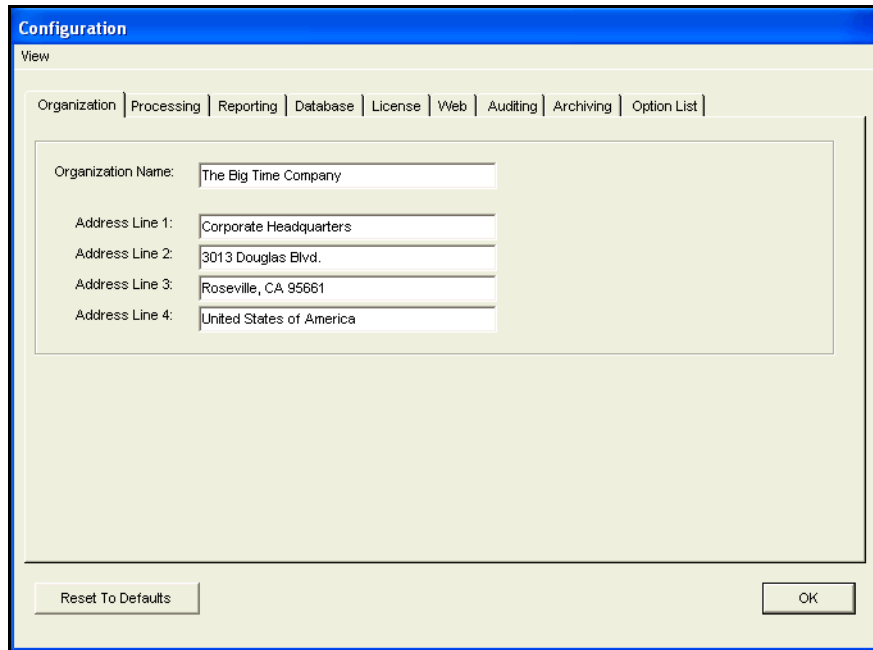 Configuration
View
Organization Processing Reporting Database License Web Auditing Archiving Option List
Organization Name: The Big Time Company
Address Line 1: Corporate Headquarters
Address Line 2: 3013 Douglas Blvd.
Address Line 3: Roseville, CA 95661
Address Line 4: United States of America
Reset To Defaults OK